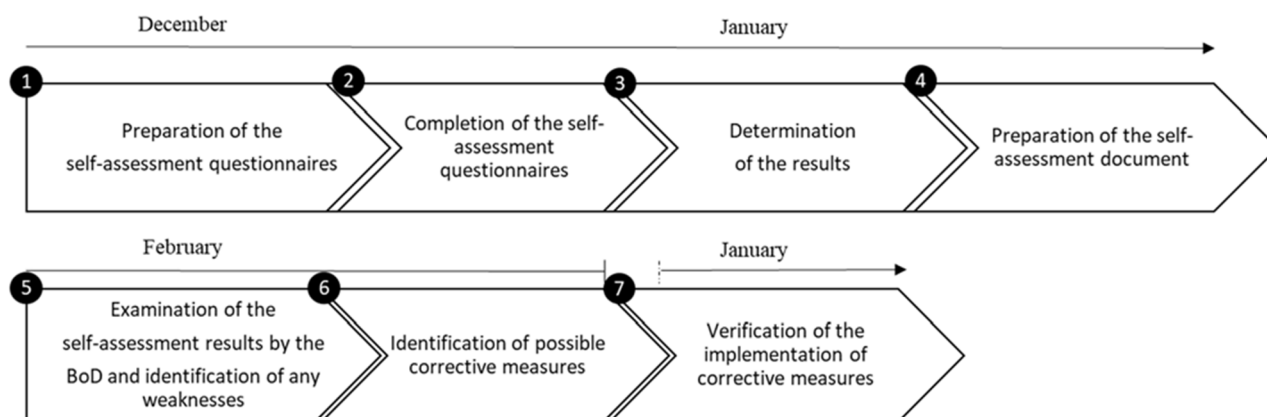 December
January
1
2
3
4
Preparation of the
self-assessment questionnaires
Completion of the self-
assessment
questionnaires
Determination
of the results
Preparation of the self-
assessment document
February
January
5
6
7
Examination of the
self-assessment results by the
BoD and identification of any
weaknesses
Identification of possible
corrective measures
Verification of the
implementation of
corrective measures